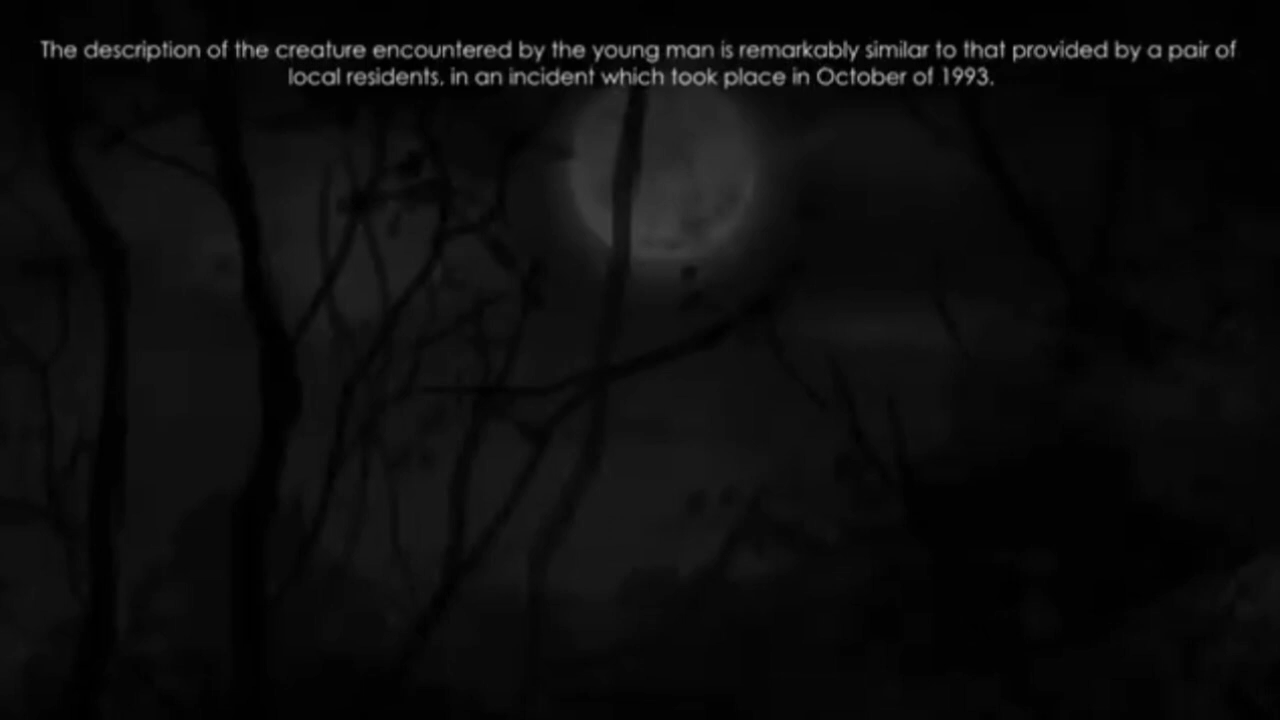 The description of the creature encountered by the young man is remarkably similar to that provided by a pair of
local residents, in an incident which took place in October of 1993.